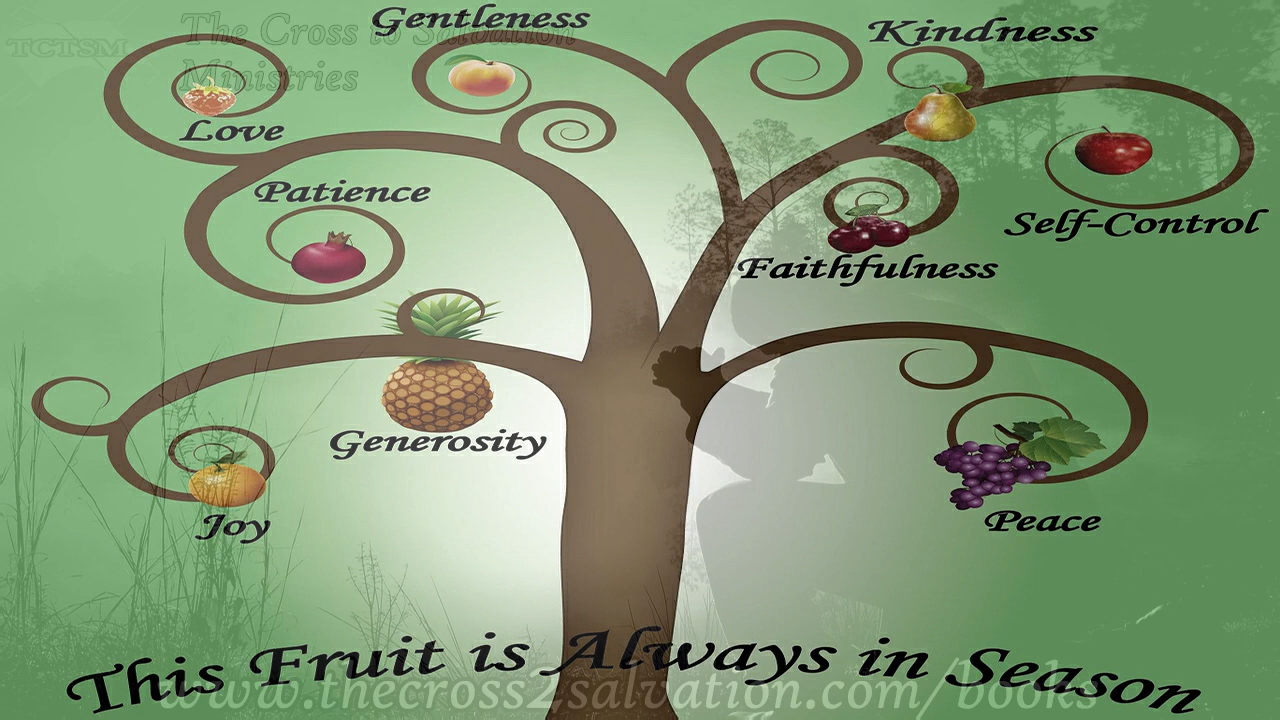 The Cross is Salvation
Ministries
TCTSM
Gentleness
Kindness
Love
Patience
Self-Control
Faithfulness
Generosity
Joy
Peace
This Fruit is Always in Season
www.thecross2salvation.com/books